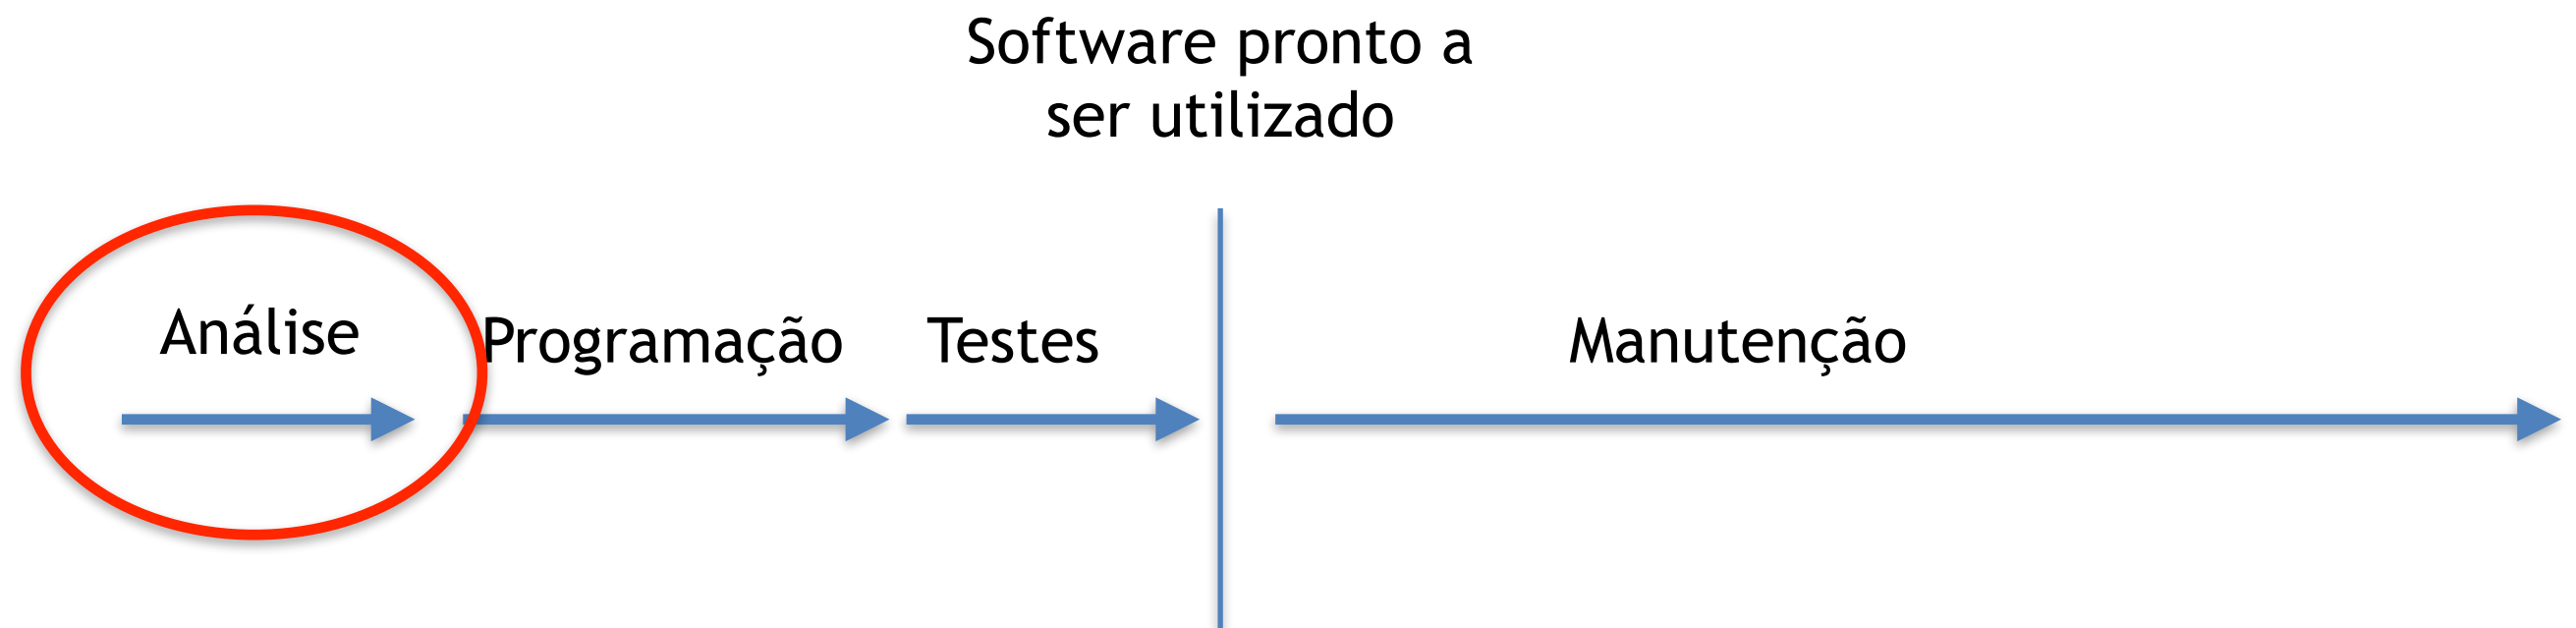 Software pronto a
ser utilizado
Análise
Programação
Testes
Manutenção